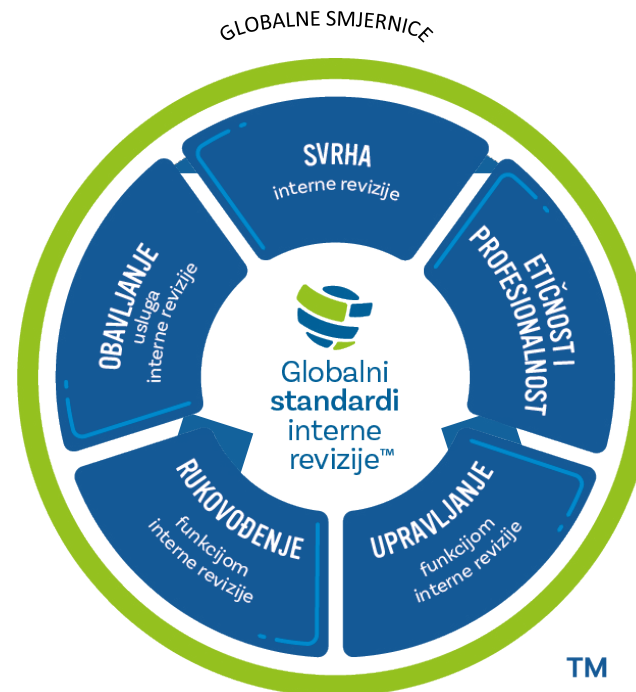 GLOBALNE SMJERNICE
SVRHA
interne revizije
ETIČNOST I
PROFESIONALNOST
UPRAVLJANJE
funkcijom
interne revizije
RUKOVOĐENJE
funkcijom
interne revizije
OBAVLJANJE
usluga
interne revizije
Globalni
standardi
interne
revizije™
TM